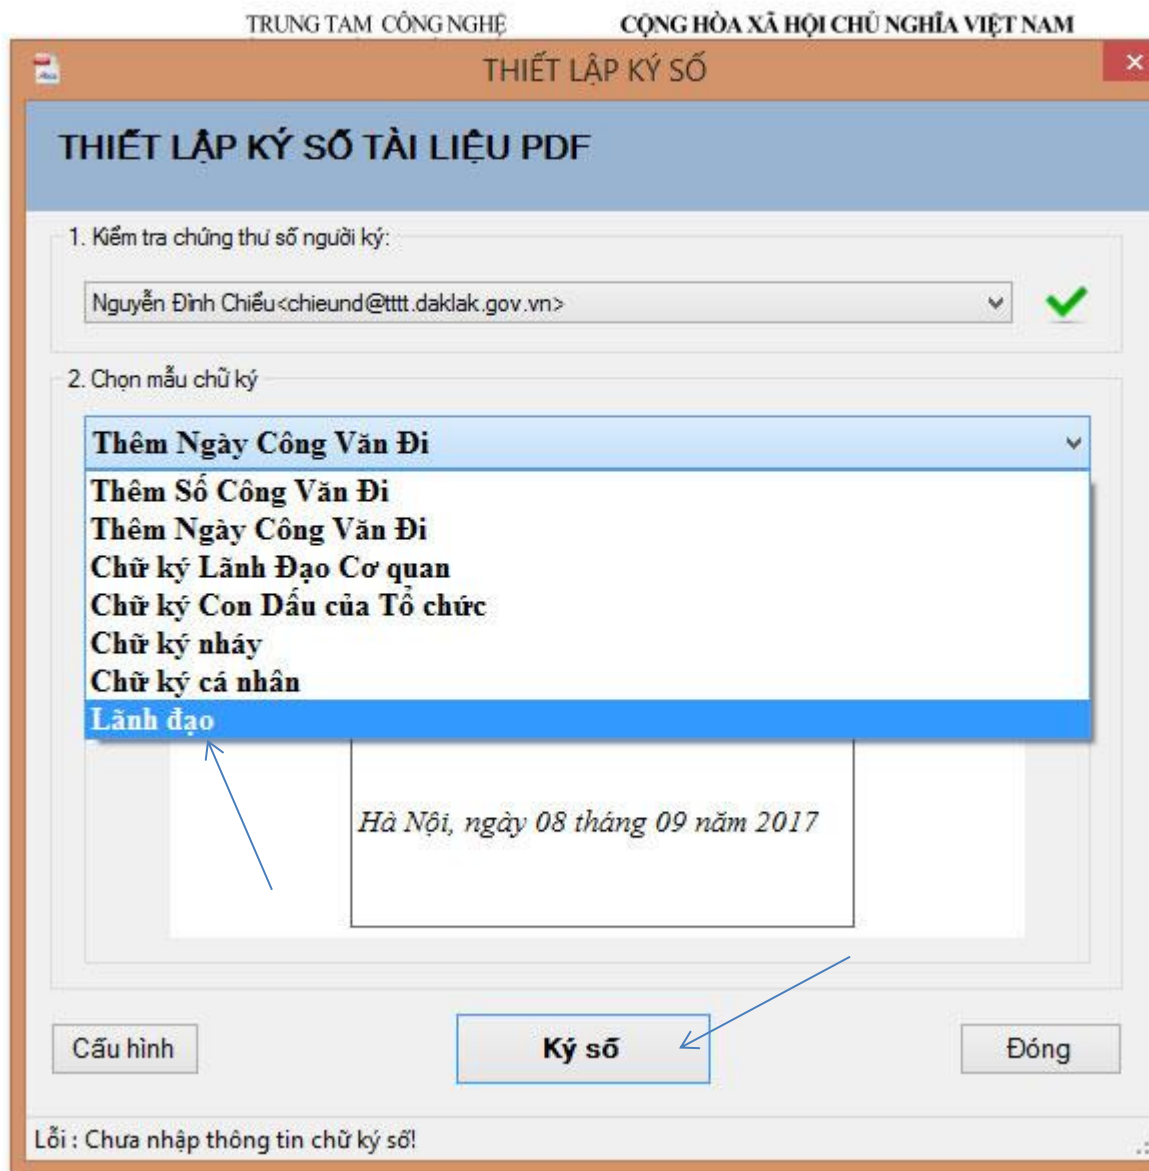 TRUNG TAM CÔNG NGHỆ CỘNG HÒA XÃ HỘI CHỦ NGHĨA VIỆT NAM
THIẾT LẬP KÝ SỐ
THIẾT LẬP KÝ SỐ TÀI LIỆU PDF
1. Kiểm tra chứng thư số người ký:
Nguyễn Đình Chiểu<chieund@tttt.daklak.gov.vn>
2. Chọn mẫu chữ ký
Thêm Ngày Công Văn Đi
Thêm Số Công Văn Đi
Thêm Ngày Công Văn Đi
Chữ ký Lãnh Đạo Cơ quan
Chữ ký Con Dấu của Tổ chức
Chữ ký nháy
Chữ ký cá nhân
Lãnh đạo
Hà Nội, ngày 08 tháng 09 năm 2017
Cấu hình Ký số Đóng
Lỗi : Chưa nhập thông tin chữ ký số!